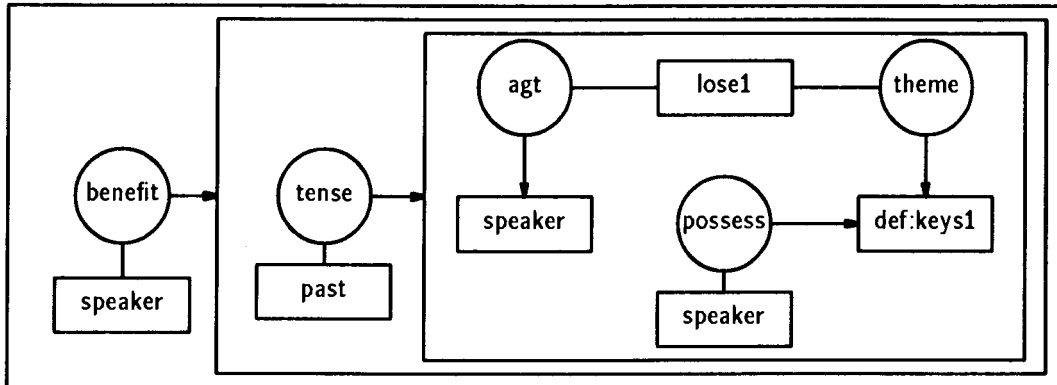 agt
lose1
theme
benefit
tense
speaker
possess
def:keys1
speaker
past
speaker